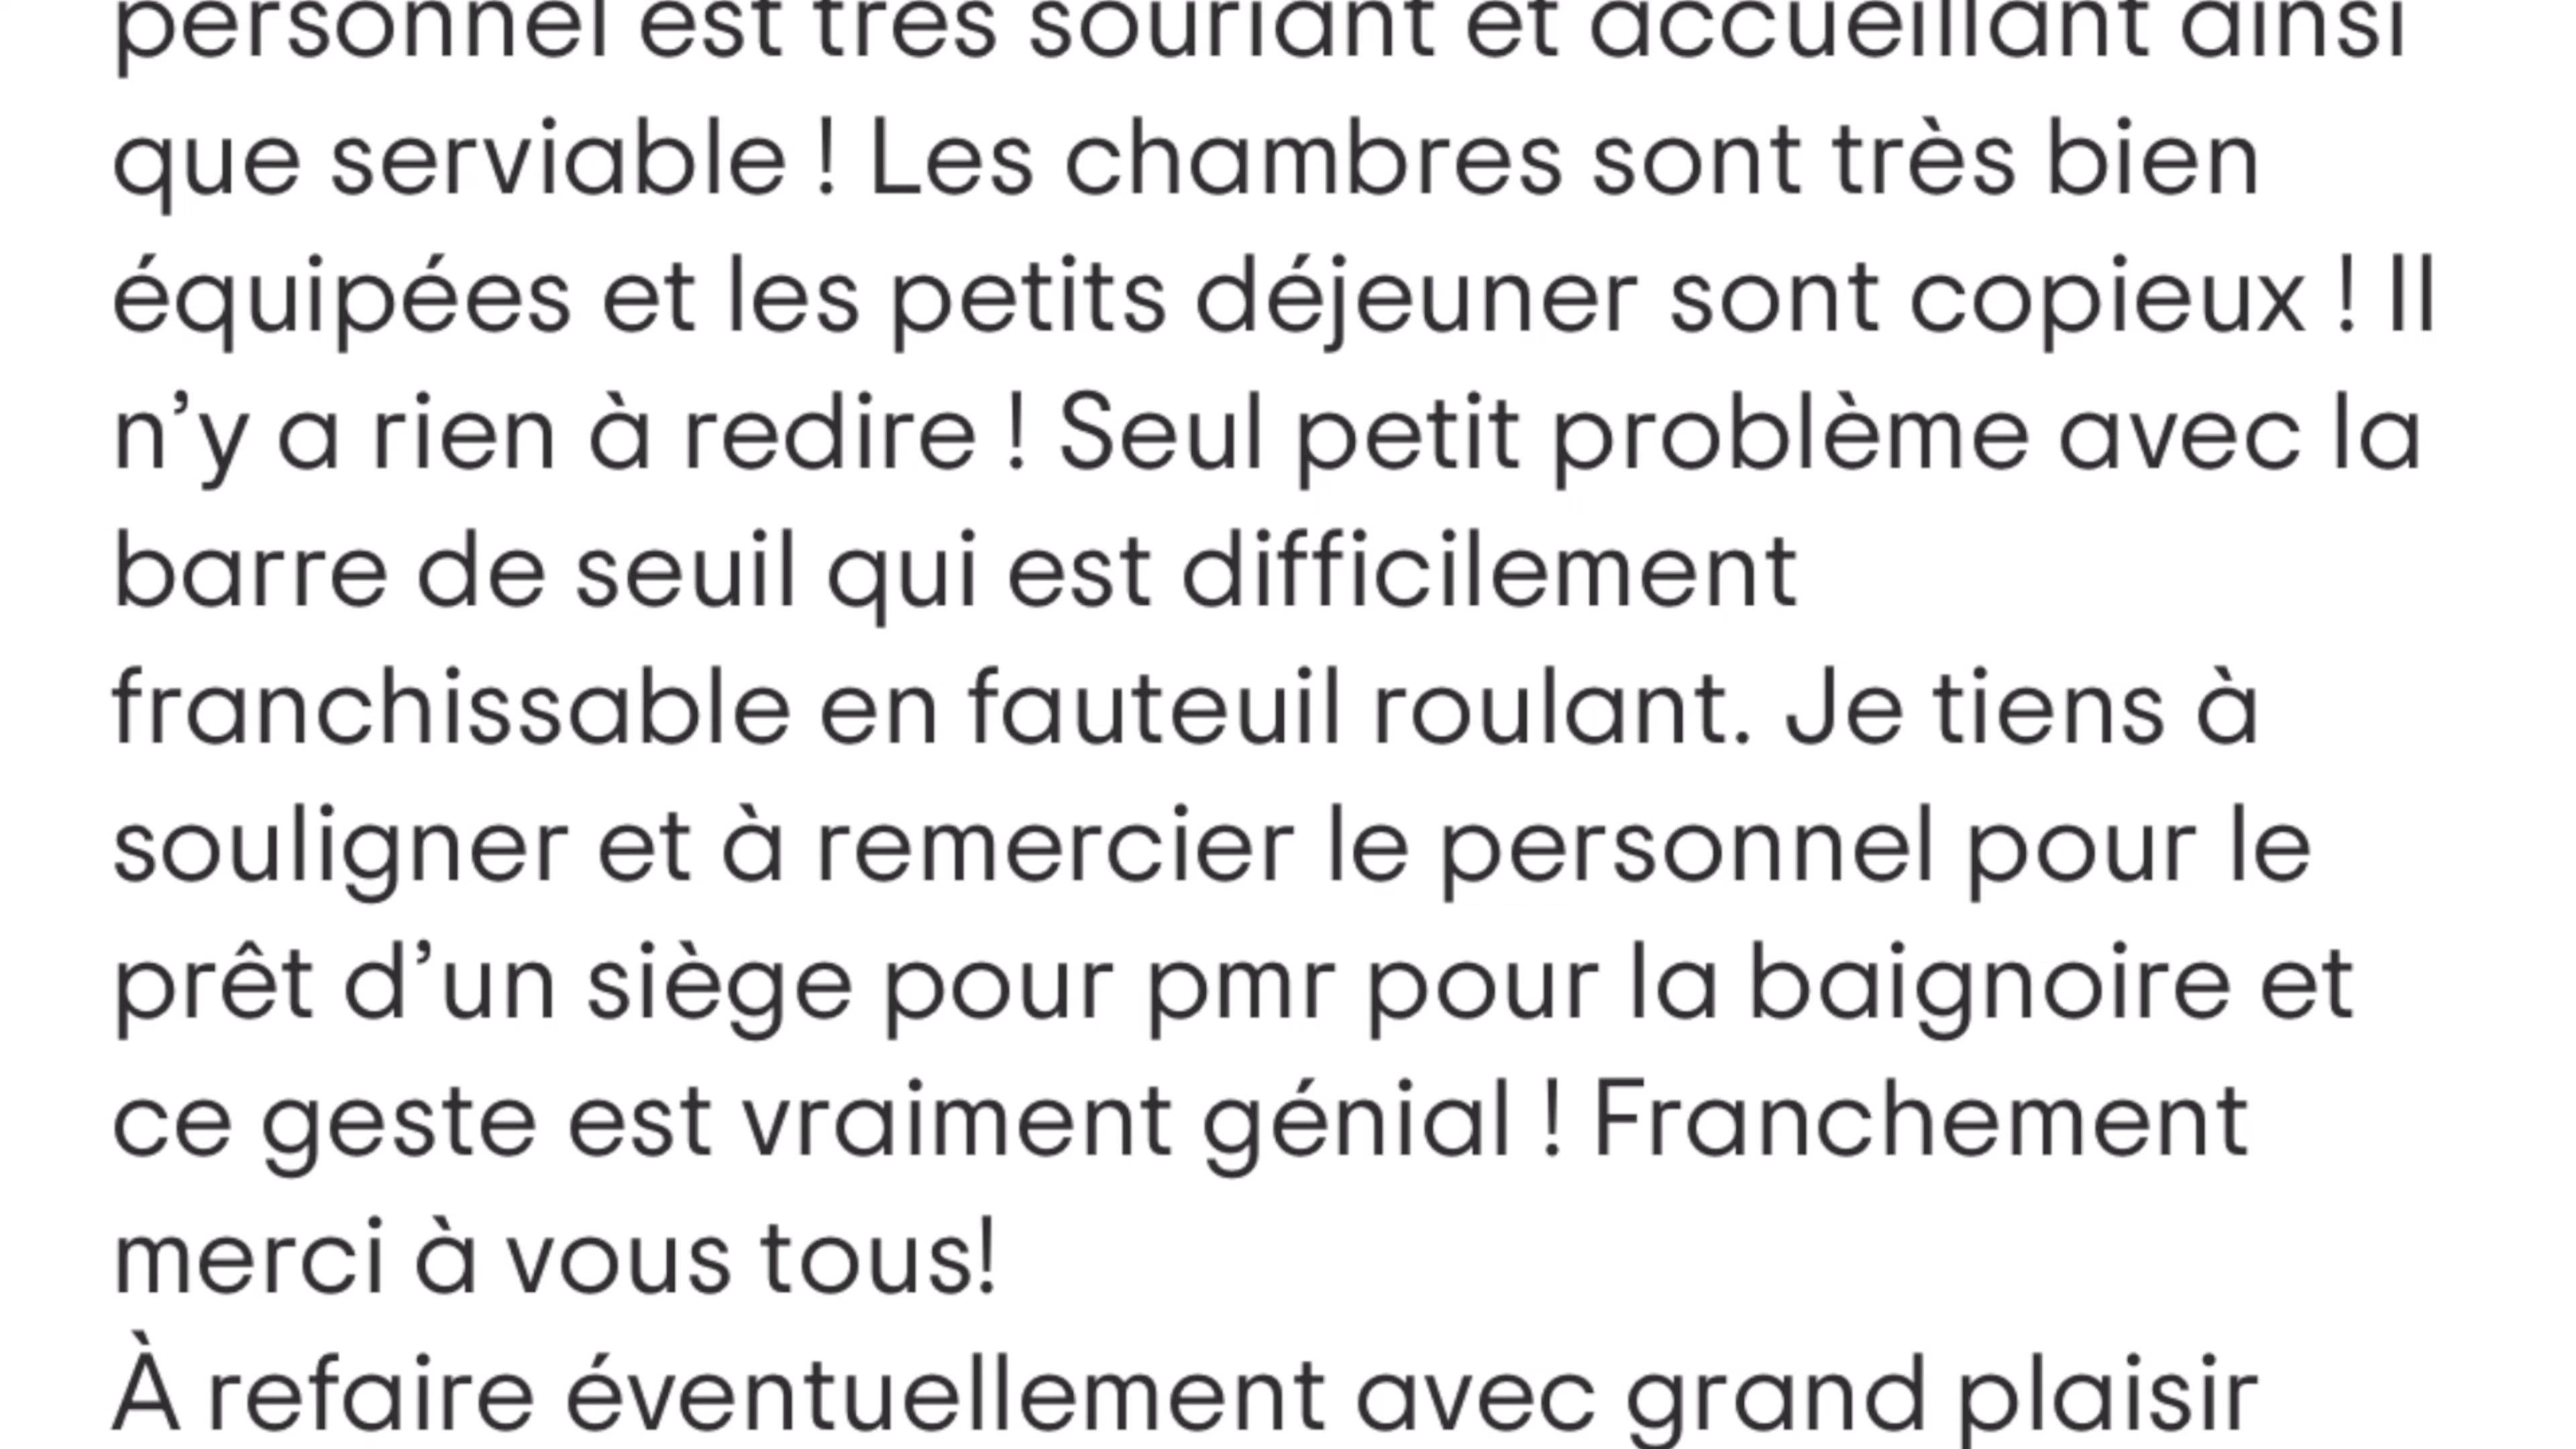 personnel est très souriant et accueillant ainsi
que serviable ! Les chambres sont très bien
équipées et les petits déjeuner sont copieux ! Il
n’y a rien à redire ! Seul petit problème avec la
barre de seuil qui est difficilement
franchissable en fauteuil roulant. Je tiens à
souligner et à remercier le personnel pour le
prêt d’un siège pour pmr pour la baignoire et
ce geste est vraiment génial ! Franchement
merci à vous tous!
À refaire éventuellement avec grand plaisir